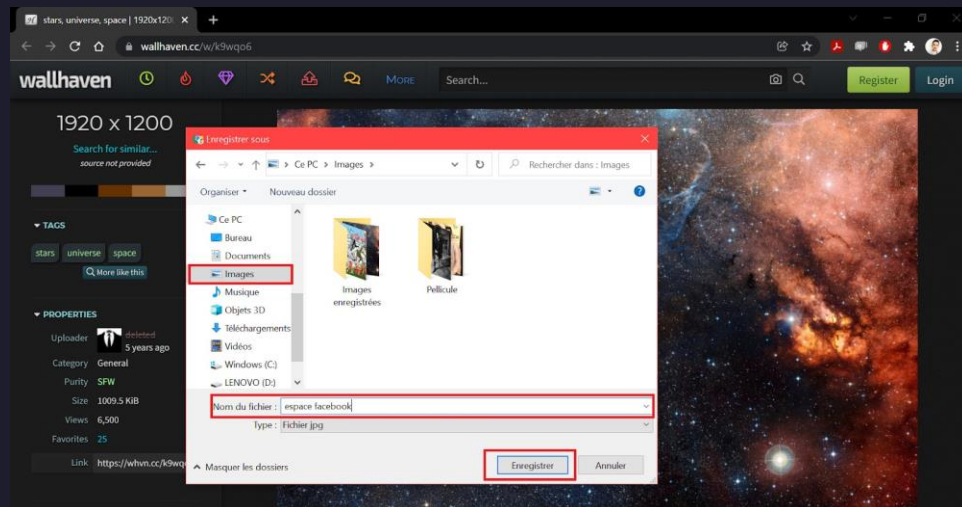 stars, universe, space | 1920x120
wallhaven.cc/w/k9wqo6
wallhaven
MORE
Search...
Register
Login
1920 x 1200
Search for similar...
source not provided
TAGS
stars universe space
More like this
PROPERTIES
Uploader deleted
5 years ago
Category General
Purity SFW
Size 1009.5 KiB
Views 6,500
Favorites 25
Link https://whvn.cc/k9wq
Enregistrer sous
Ce PC > Images >
Rechercher dans : Images
Organiser
Nouveau dossier
Ce PC
Bureau
Documents
Images
Musique
Objets 3D
Téléchargements
Vidéos
Windows (C:)
LENOVO (D:)
Images
enregistrées
Pellicule
Nom du fichier : espace facebook
Type : Fichier jpg
Masquer les dossiers
Enregistrer
Annuler